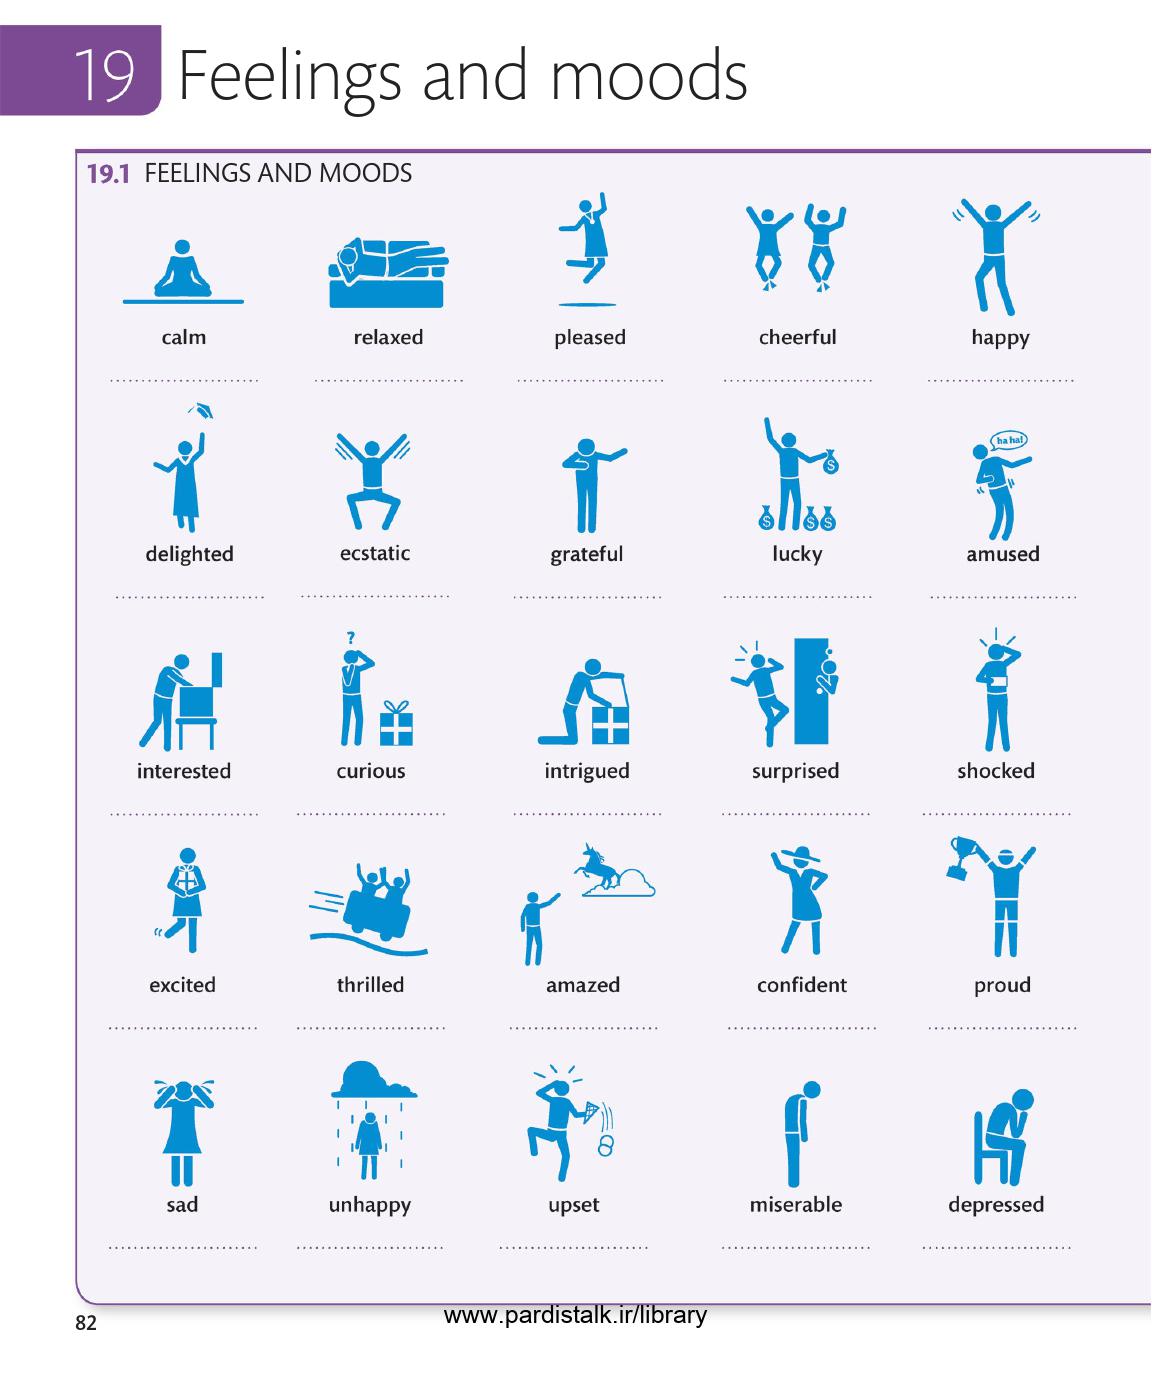 19 Feelings and moods
19.1 FEELINGS AND MOODS
calm relaxed pleased cheerful happy
ha ha!
$
$ $ $
delighted ecstatic grateful lucky amused
?
interested curious intrigued surprised shocked
excited thrilled amazed confident proud
sad unhappy upset miserable depressed
82 www.pardistalk.ir/library